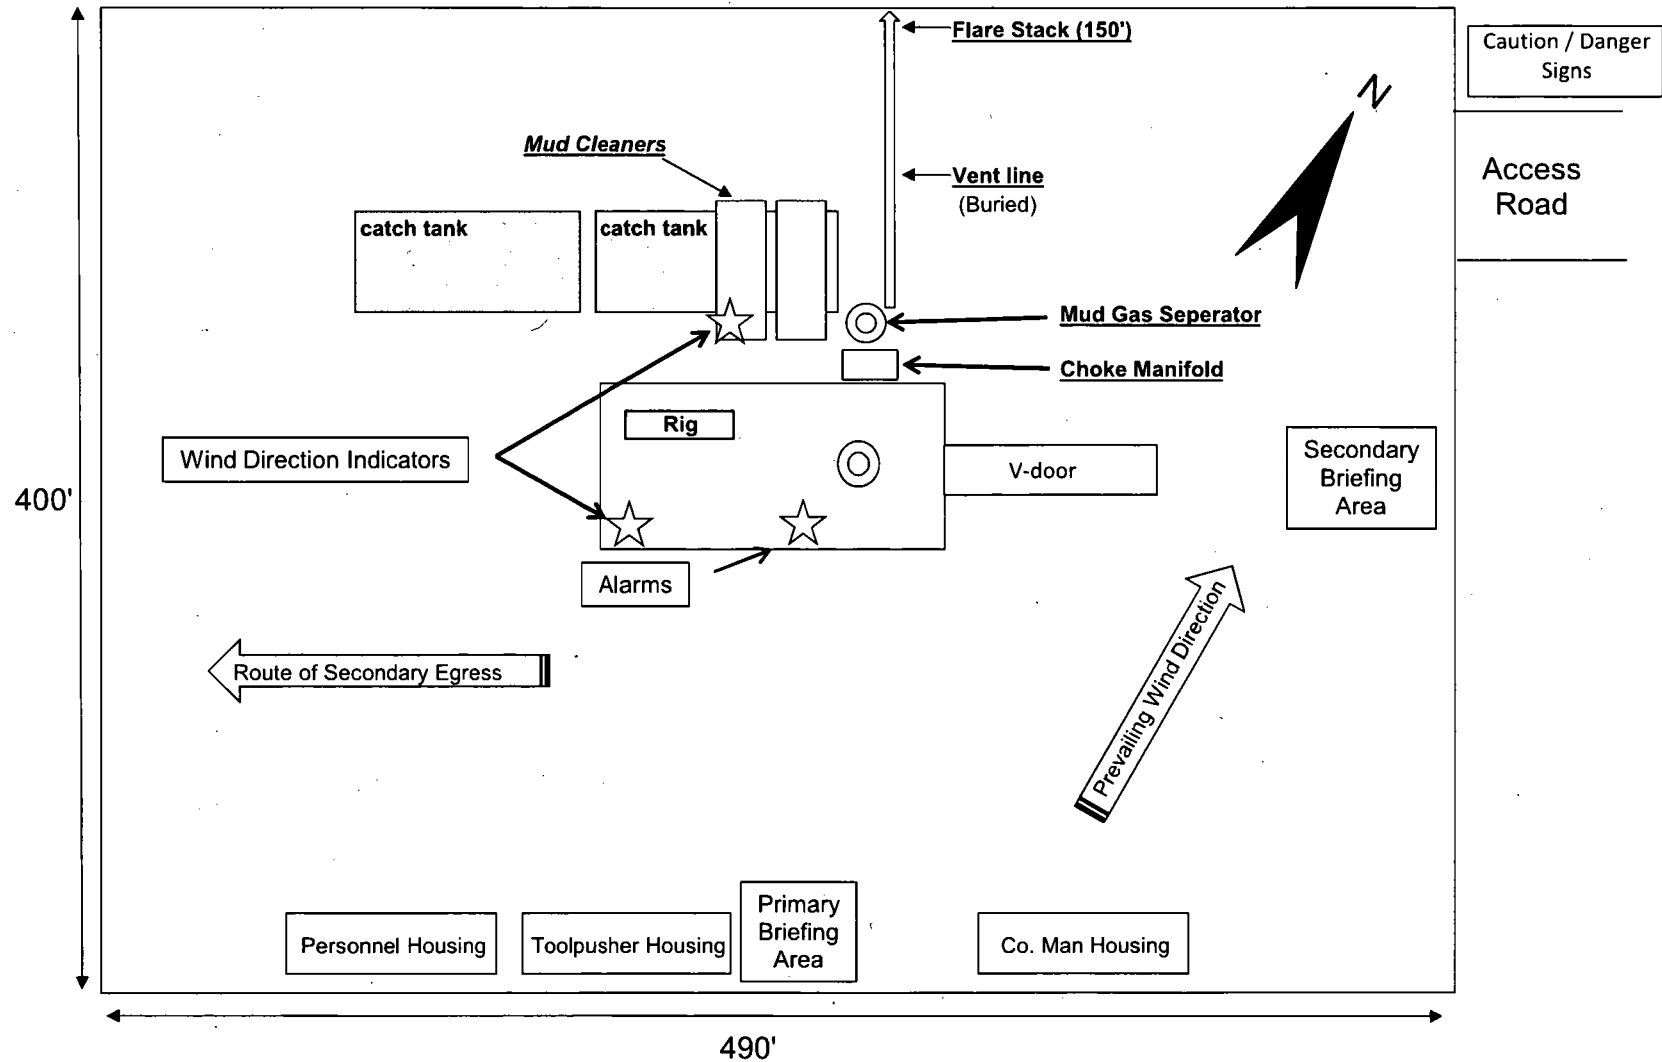 Flare Stack (150')
Caution / Danger
Signs
N
Mud Cleaners
Access
Road
Vent line
(Buried)
catch tank
catch tank
Mud Gas Seperator
Choke Manifold
Rig
Wind Direction Indicators
V-door
Secondary
Briefing
Area
400'
Alarms
Prevailing Wind Direction
Route of Secondary Egress
Primary
Briefing
Area
Personnel Housing
Toolpusher Housing
Co. Man Housing
490'